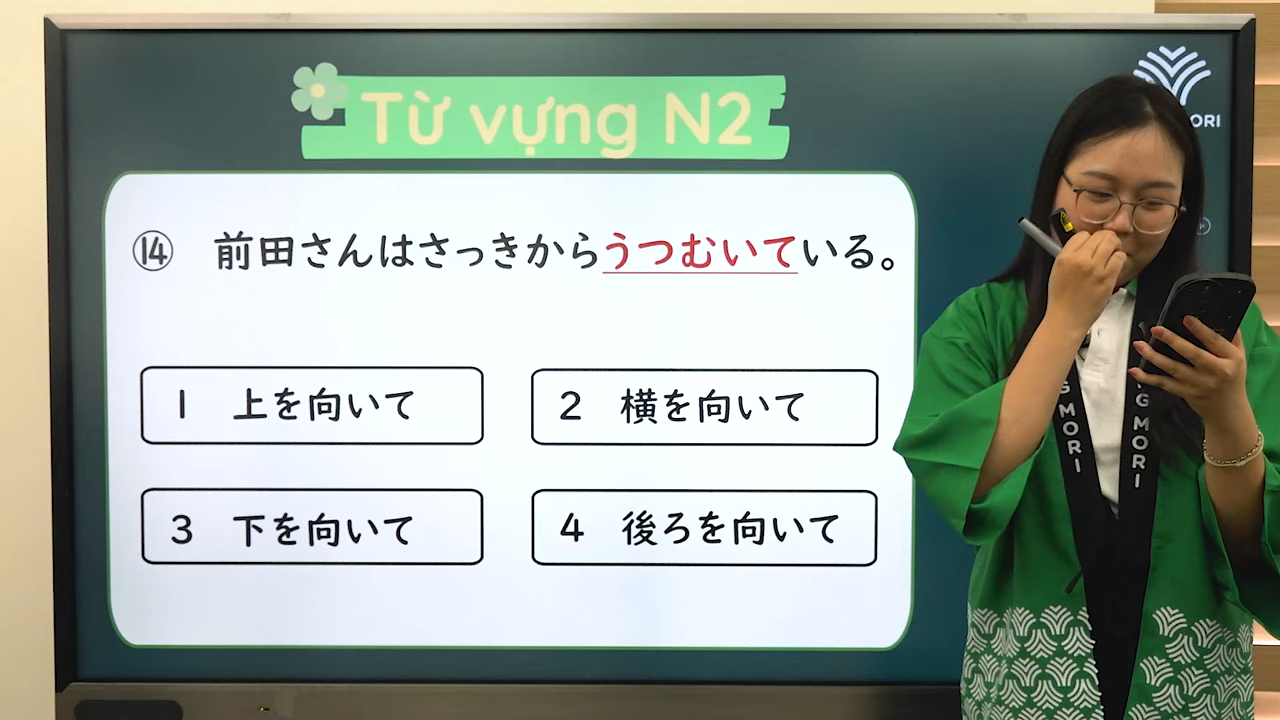 Từ vựng N2
ORI
⑭ 前田さんはさっきからうつむいている。
1 上を向いて
2 横を向いて
3 下を向いて
4 後ろを向いて
G MORI
G MORI